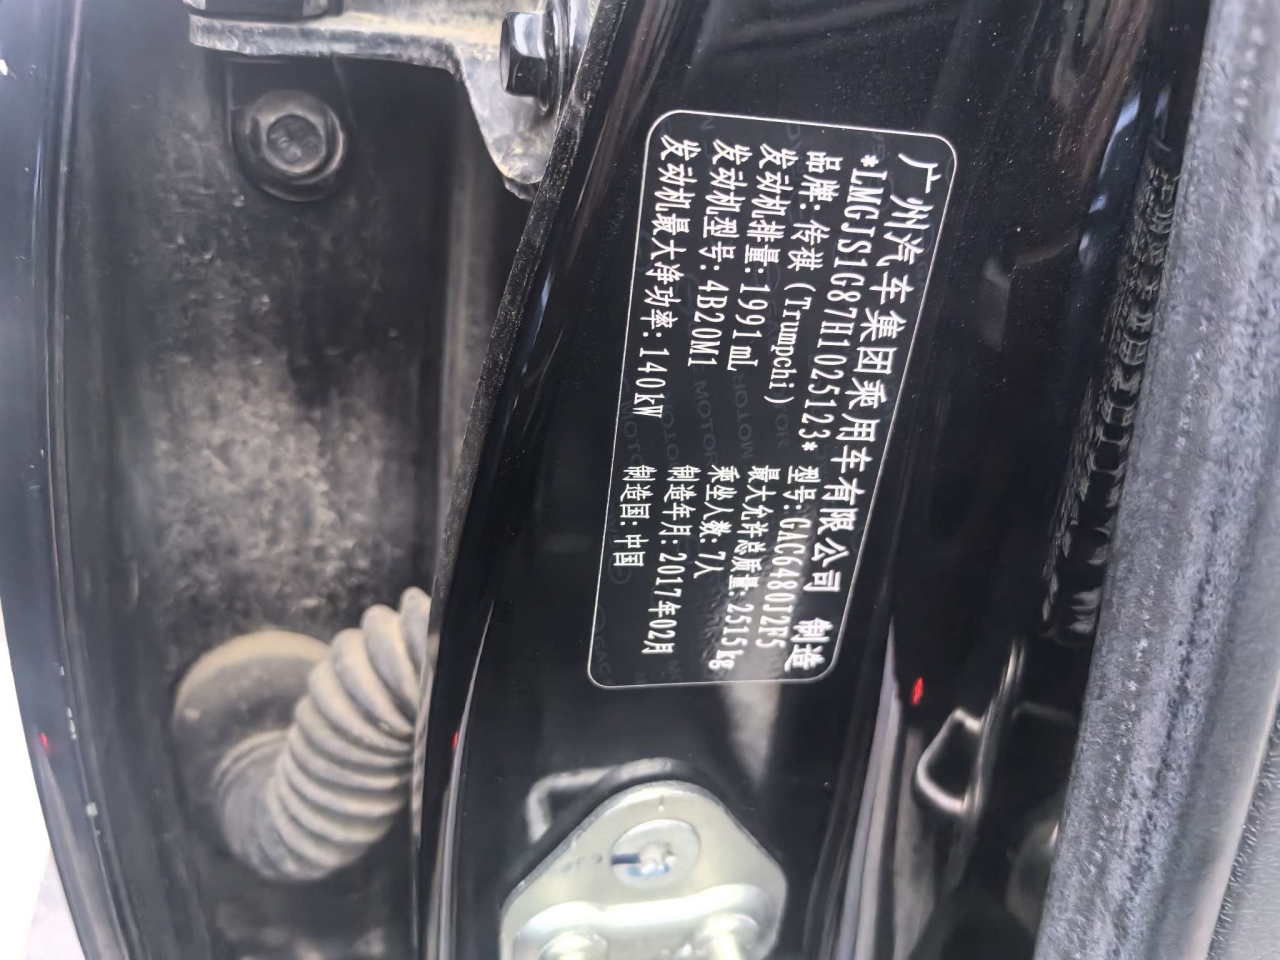 广州汽车集团乘用车有限公司 制造
*LMGJS1G87H1025123*
品牌: 传祺 (Trumpchi) 型号: GAC6480J2F5
发动机排量: 1991mL 最大允许总质量: 2515kg
发动机型号: 4B20M1 乘坐人数: 7人
发动机最大净功率: 140kW 制造年月: 2017年02月
制造国: 中国